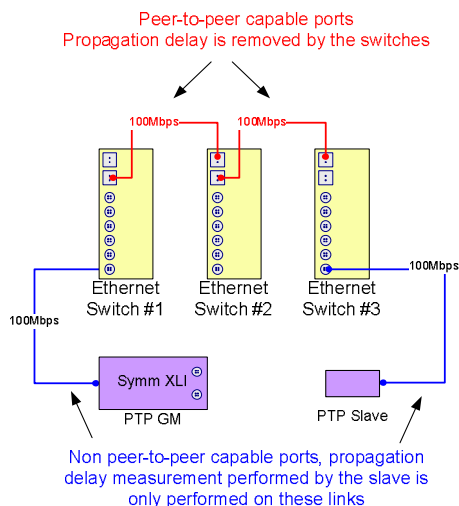 Peer-to-peer capable ports
Propagation delay is removed by the switches
100Mbps
100Mbps
Ethernet
Switch #1
Ethernet
Switch #2
Ethernet
Switch #3
100Mbps
100Mbps
Symm XLI
PTP GM
PTP Slave
Non peer-to-peer capable ports, propagation
delay measurement performed by the slave is
only performed on these links